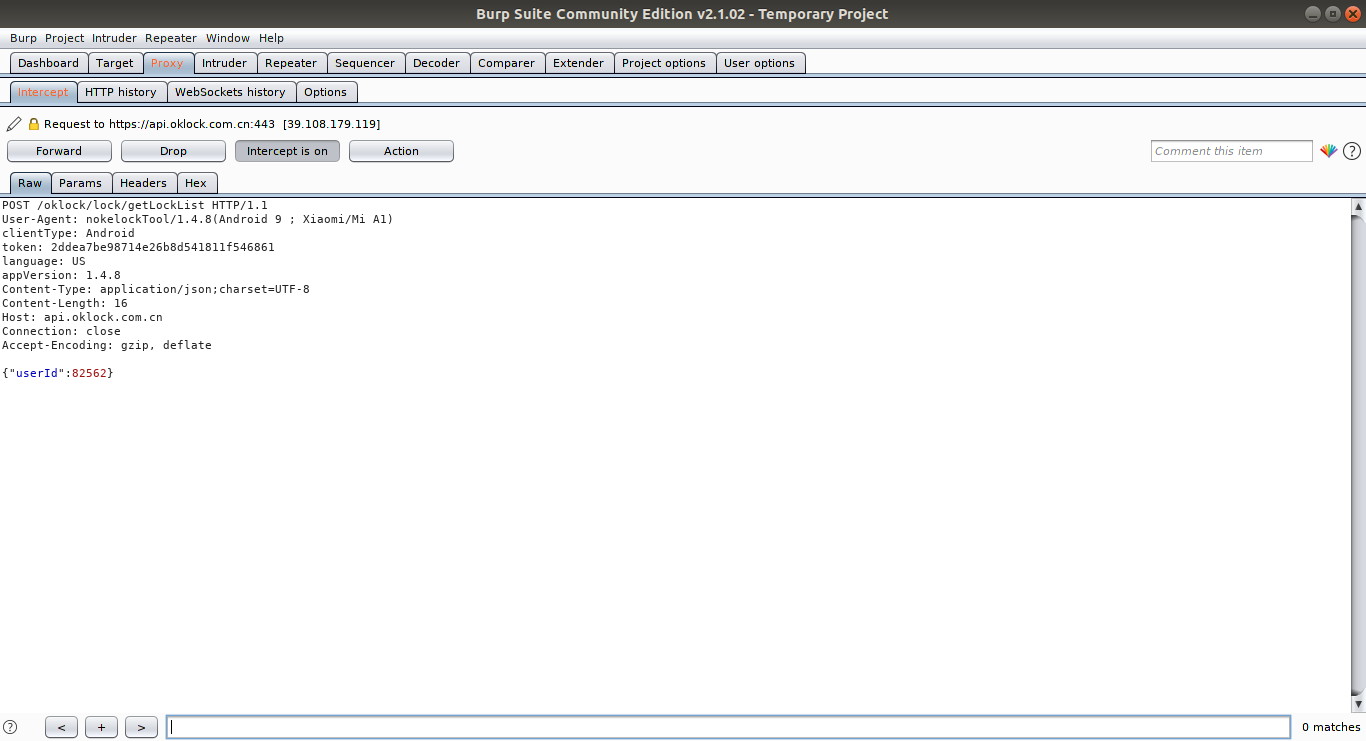 Burp Suite Community Edition v2.1.02 - Temporary Project
Burp Project Intruder Repeater Window Help
Dashboard Target Proxy Intruder Repeater Sequencer Decoder Comparer Extender Project options User options
Intercept HTTP history WebSockets history Options
Request to https://api.oklock.com.cn:443 [39.108.179.119]
Forward Drop Intercept is on Action Comment this item ?
Raw Params Headers Hex
POST /oklock/lock/getLockList HTTP/1.1
User-Agent: nokelockTool/1.4.8(Android 9 ; Xiaomi/Mi A1)
clientType: Android
token: 2ddea7be98714e26b8d541811f546861
language: US
appVersion: 1.4.8
Content-Type: application/json;charset=UTF-8
Content-Length: 16
Host: api.oklock.com.cn
Connection: close
Accept-Encoding: gzip, deflate
{"userId":82562}
? < + > 0 matches